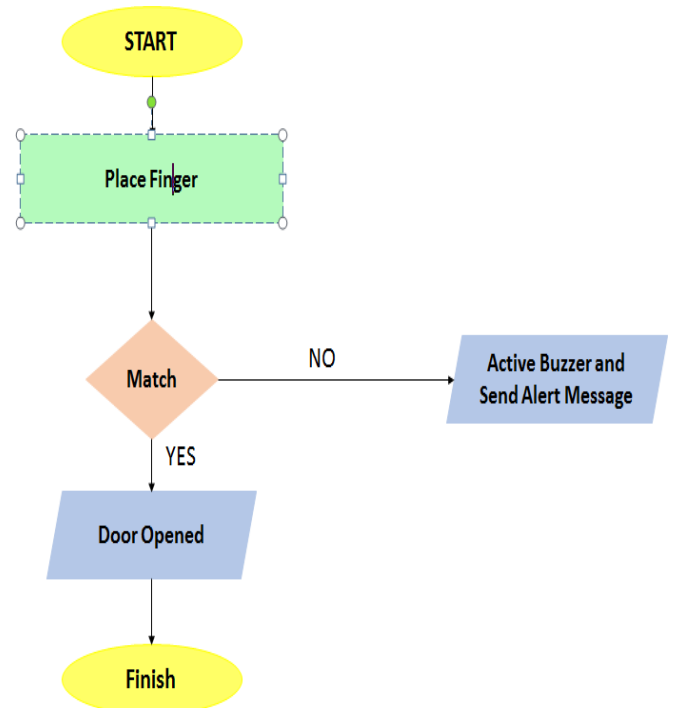 START
Place Finger
Match
NO
Active Buzzer and
Send Alert Message
YES
Door Opened
Finish